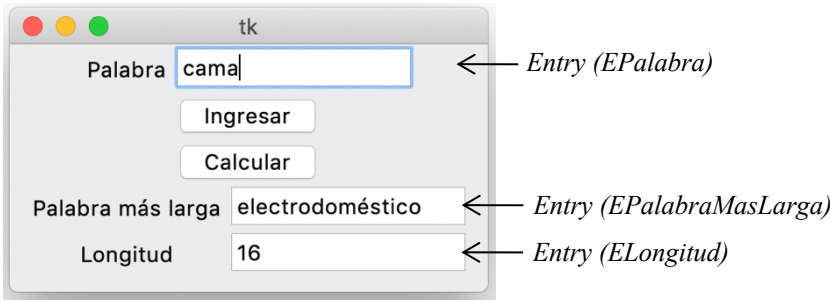 tk
Palabra cama Entry (EPalabra)
Ingresar
Calcular
Palabra más larga electrodoméstico Entry (EPalabraMasLarga)
Longitud 16 Entry (ELongitud)